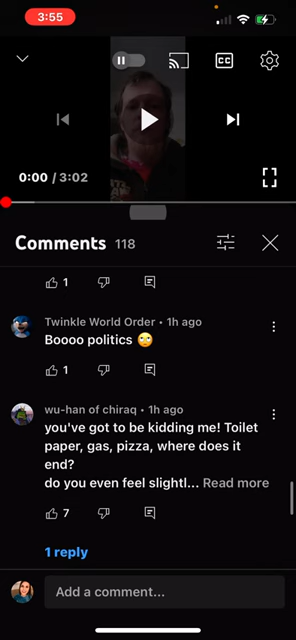 3:55
CC
0:00 / 3:02
Comments 118
1
Twinkle World Order • 1h ago
Boooo politics 🙄
1
wu-han of chiraq • 1h ago
you've got to be kidding me! Toilet
paper, gas, pizza, where does it
end?
do you even feel slightl... Read more
7
1 reply
Add a comment...